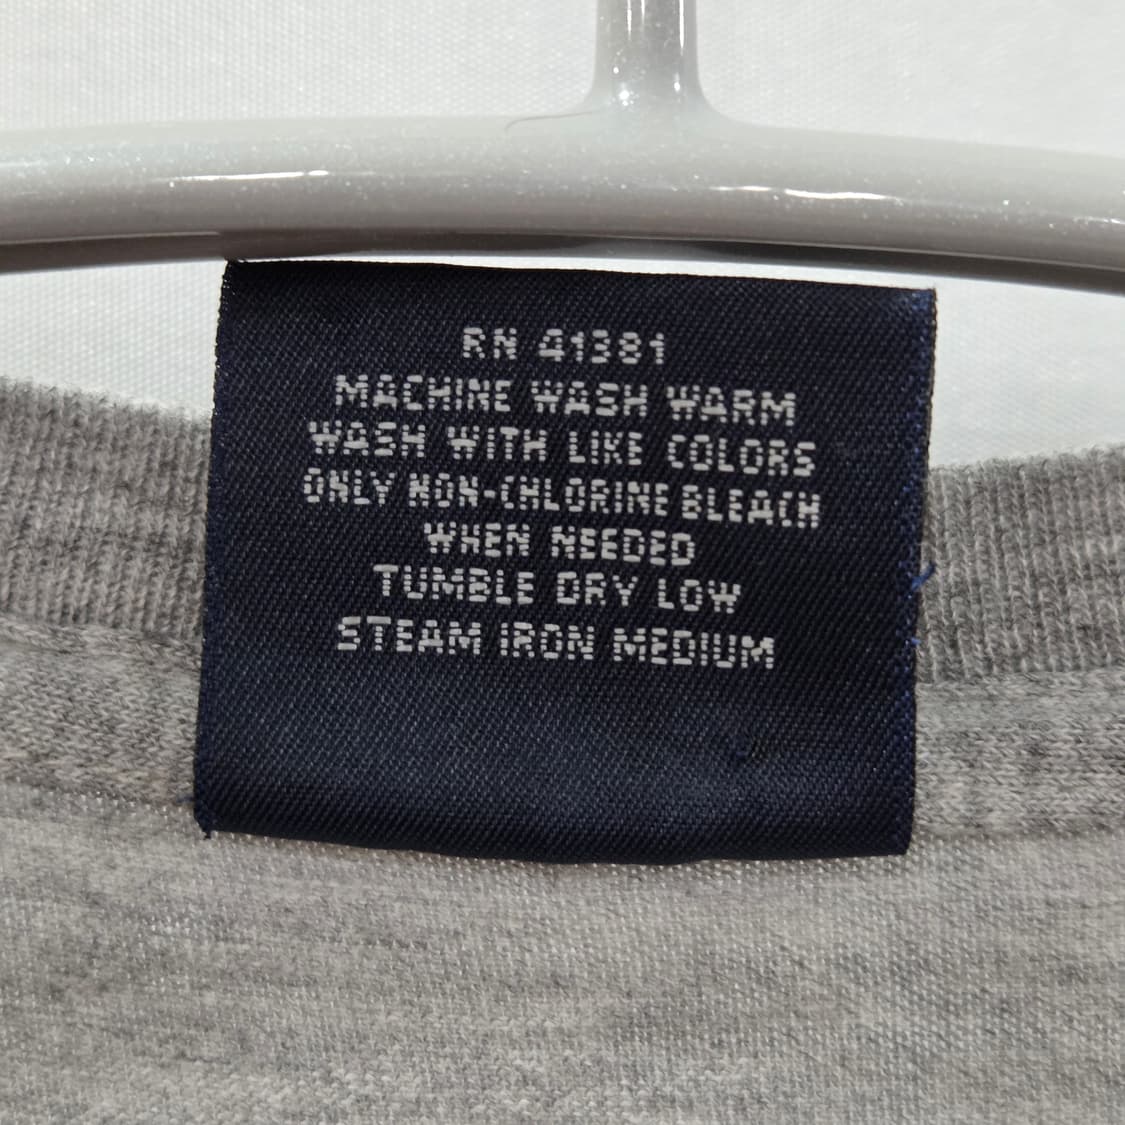 RN 41381
MACHINE WASH WARM
WASH WITH LIKE COLORS
ONLY NON-CHLORINE BLEACH
WHEN NEEDED
TUMBLE DRY LOW
STEAM IRON MEDIUM